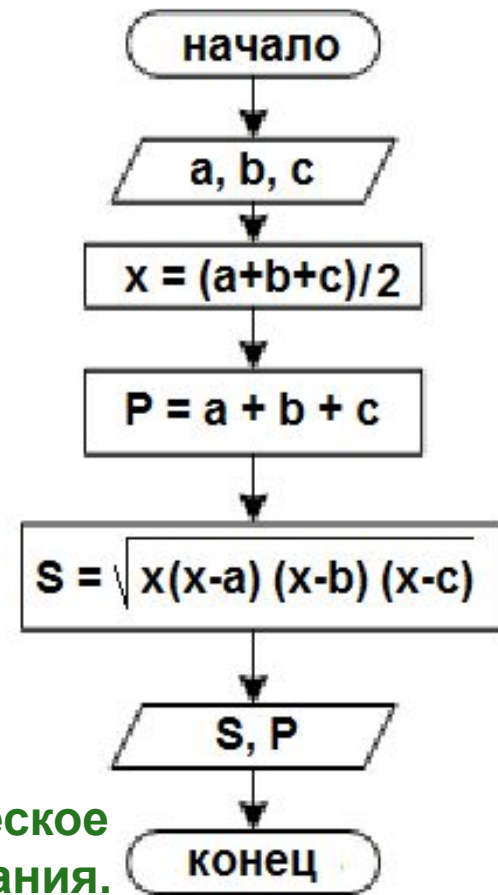 начало
a, b, c
x = (a+b+c)/2
P = a + b + c
S = √x(x-a) (x-b) (x-c)
S, P
конец